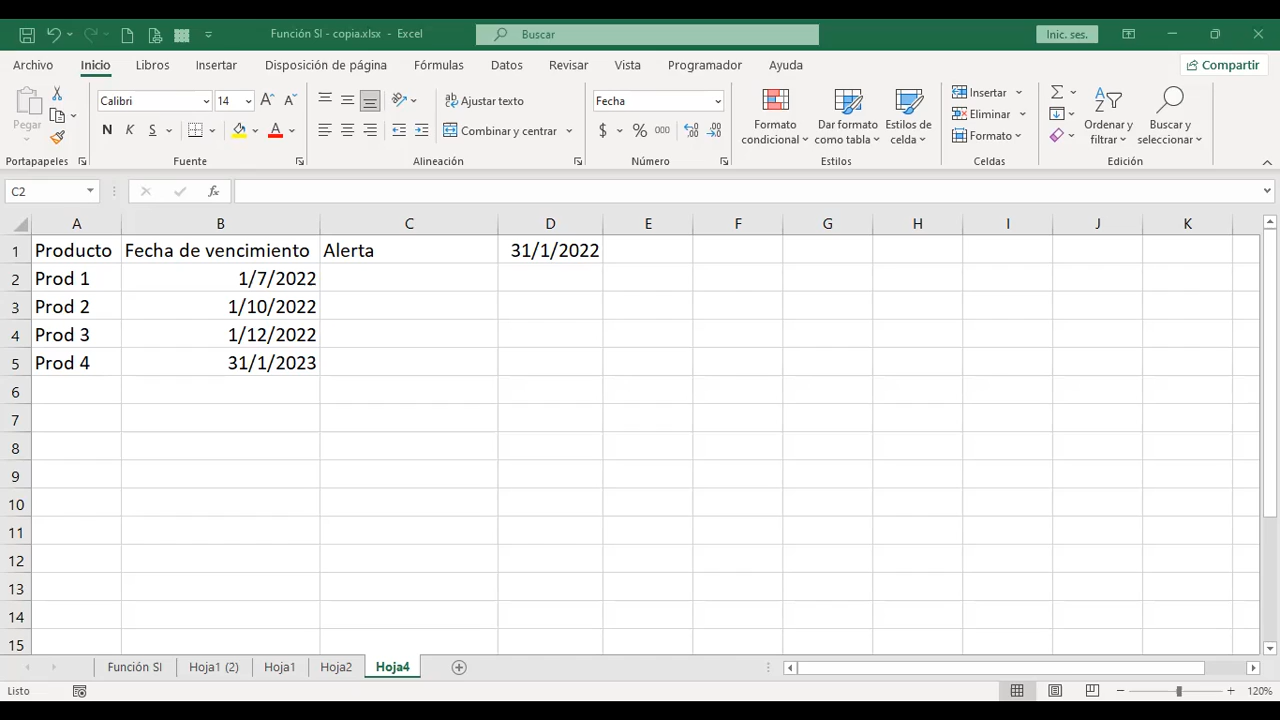 Función SI - copia.xlsx - Excel
Buscar
Inic. ses.
Archivo Inicio Libros Insertar Disposición de página Fórmulas Datos Revisar Vista Programador Ayuda Compartir
Pegar
Portapapeles
Calibri 14
N K S A
Fuente
Ajustar texto
Combinar y centrar
Alineación
Fecha
$ % 000
Número
Formato condicional
Dar formato como tabla
Estilos de celda
Estilos
Insertar
Eliminar
Formato
Celdas
Ordenar y filtrar
Buscar y seleccionar
Edición
C2 fx
A B C D E F G H I J K
1 Producto Fecha de vencimiento Alerta 31/1/2022
2 Prod 1 1/7/2022
3 Prod 2 1/10/2022
4 Prod 3 1/12/2022
5 Prod 4 31/1/2023
6
7
8
9
10
11
12
13
14
15
Función SI Hoja1 (2) Hoja1 Hoja2 Hoja4
Listo 120%